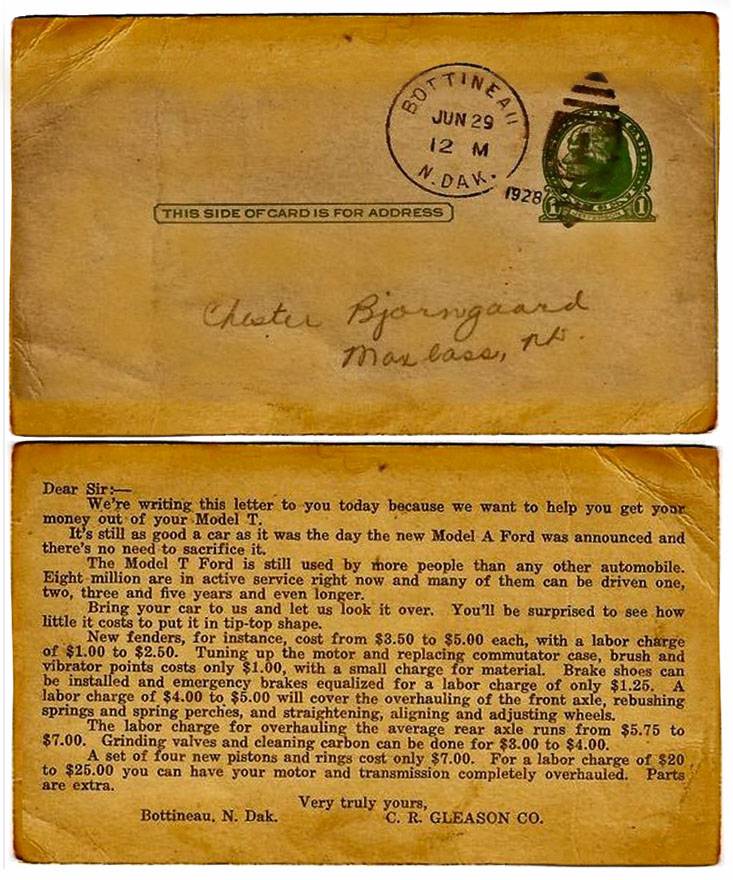 BOTTINEAU
JUN 29
12 M
N. DAK.
1928
1 1
THIS SIDE OF CARD IS FOR ADDRESS
Chester Bjorngaard
Maxbass, ND.
Dear Sir:—
We're writing this letter to you today because we want to help you get your
money out of your Model T.
It's still as good a car as it was the day the new Model A Ford was announced and
there's no need to sacrifice it.
The Model T Ford is still used by more people than any other automobile.
Eight million are in active service right now and many of them can be driven one,
two, three and five years and even longer.
Bring your car to us and let us look it over. You'll be surprised to see how
little it costs to put it in tip-top shape.
New fenders, for instance, cost from $3.50 to $5.00 each, with a labor charge
of $1.00 to $2.50. Tuning up the motor and replacing commutator case, brush and
vibrator points costs only $1.00, with a small charge for material. Brake shoes can
be installed and emergency brakes equalized for a labor charge of only $1.25. A
labor charge of $4.00 to $5.00 will cover the overhauling of the front axle, rebushing
springs and spring perches, and straightening, aligning and adjusting wheels.
The labor charge for overhauling the average rear axle runs from $5.75 to
$7.00. Grinding valves and cleaning carbon can be done for $3.00 to $4.00.
A set of four new pistons and rings cost only $7.00. For a labor charge of $20
to $25.00 you can have your motor and transmission completely overhauled. Parts
are extra.
Very truly yours,
Bottineau, N. Dak. C. R. GLEASON CO.